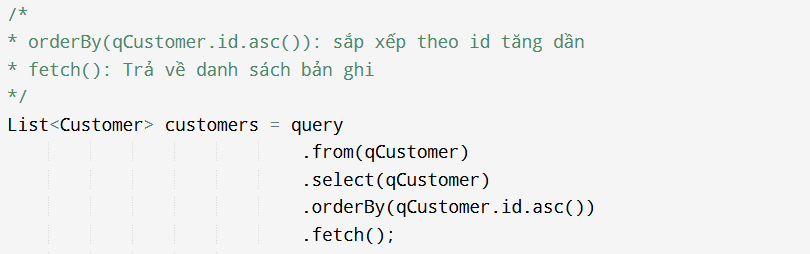 /*
* orderBy(qCustomer.id.asc()): sắp xếp theo id tăng dần
* fetch(): Trả về danh sách bản ghi
*/
List<Customer> customers = query
.from(qCustomer)
.select(qCustomer)
.orderBy(qCustomer.id.asc())
.fetch();